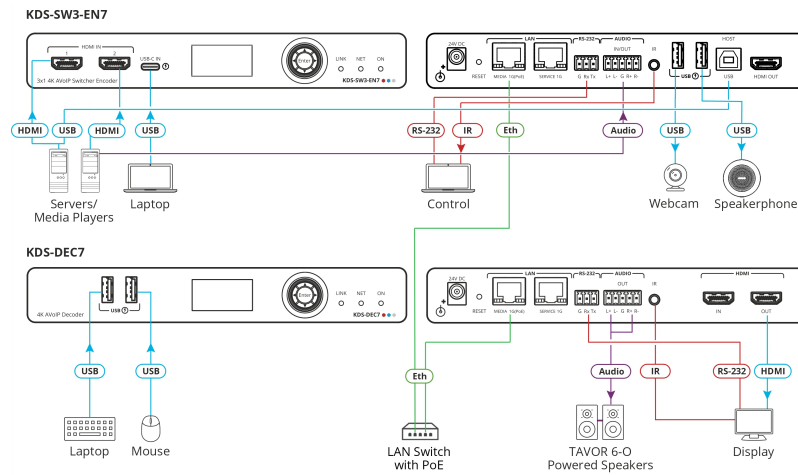 KDS-SW3-EN7
HDMI IN
1 2
USB-C IN
Enter
LINK NET ON
3x1 4K AVoIP Switcher Encoder
KDS-SW3-EN7
24V DC
RESET
LAN
MEDIA 1G(PoE)
SERVICE 1G
RS-232
G Rx Tx
AUDIO
IN/OUT
L+ L- G R+ R-
IR
USB
HOST
USB
HDMI OUT
HDMI
USB
HDMI
USB
RS-232
IR
Eth
Audio
USB
USB
Servers/
Media Players
Laptop
Control
Webcam
Speakerphone
KDS-DEC7
USB
Enter
LINK NET ON
4K AVoIP Decoder
KDS-DEC7
24V DC
RESET
LAN
MEDIA 1G(PoE)
SERVICE 1G
RS-232
G Rx Tx
AUDIO
OUT
L+ L- G R+ R-
IR
HDMI
IN
OUT
USB
USB
Eth
Audio
IR
RS-232
HDMI
Laptop
Mouse
LAN Switch
with PoE
TAVOR 6-O
Powered Speakers
Display